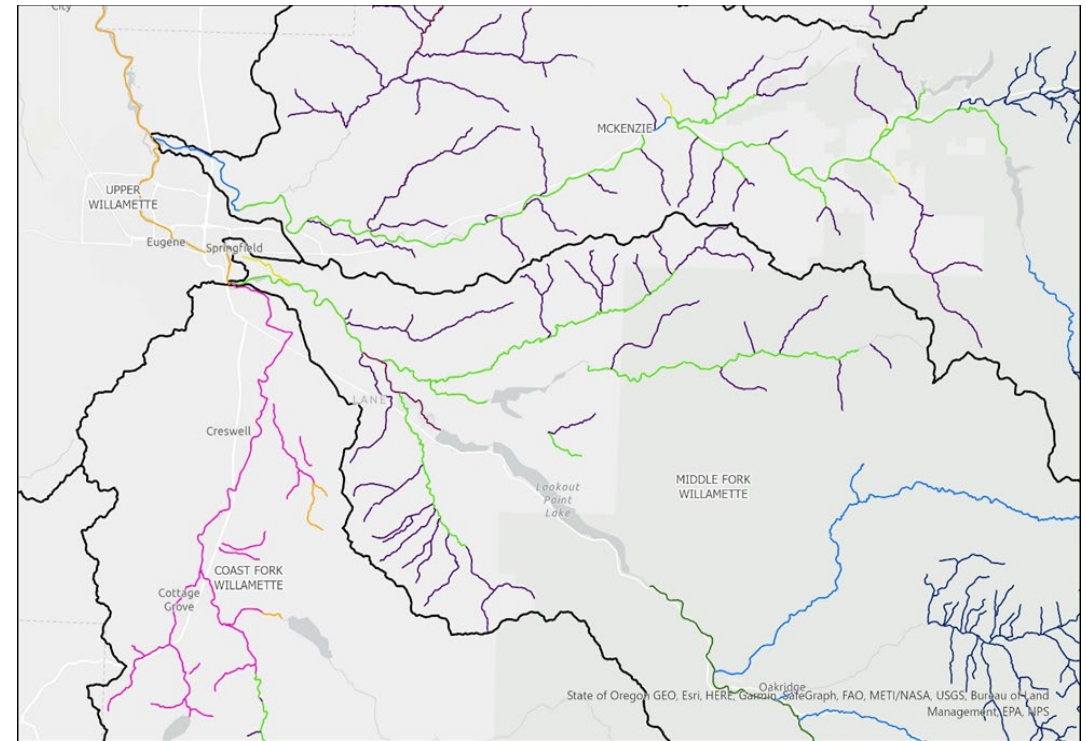 City
MCKENZIE
UPPER
WILLAMETTE
Eugene
Springfield
LANE
Creswell
Lookout
Point
Lake
MIDDLE FORK
WILLAMETTE
COAST FORK
WILLAMETTE
Cottage
Grove
Oakridge
State of Oregon GEO, Esri, HERE, Garmin, SafeGraph, FAO, METI/NASA, USGS, Bureau of Land
Management, EPA, NPS